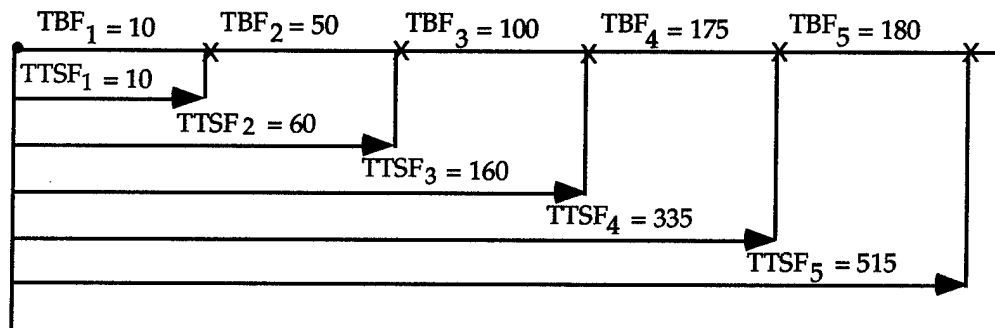 TBF1 = 10 TBF2 = 50 TBF3 = 100 TBF4 = 175 TBF5 = 180
TTSF1 = 10
TTSF2 = 60
TTSF3 = 160
TTSF4 = 335
TTSF5 = 515